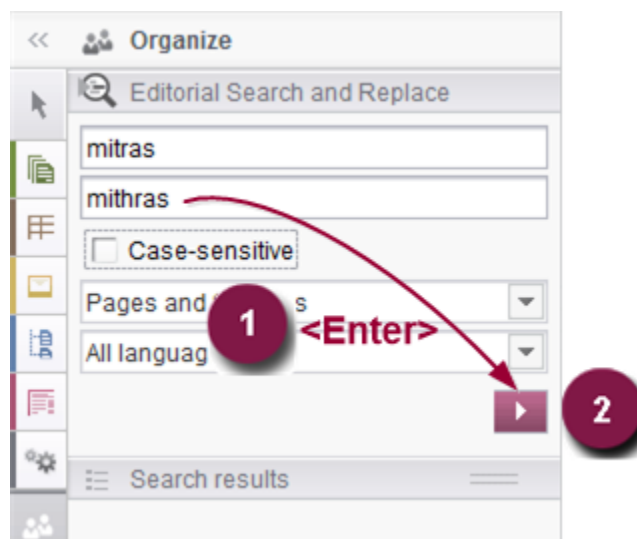 Organize
Editorial Search and Replace
mitras
mithras
Case-sensitive
Pages and s
1 <Enter>
All languag
2
Search results